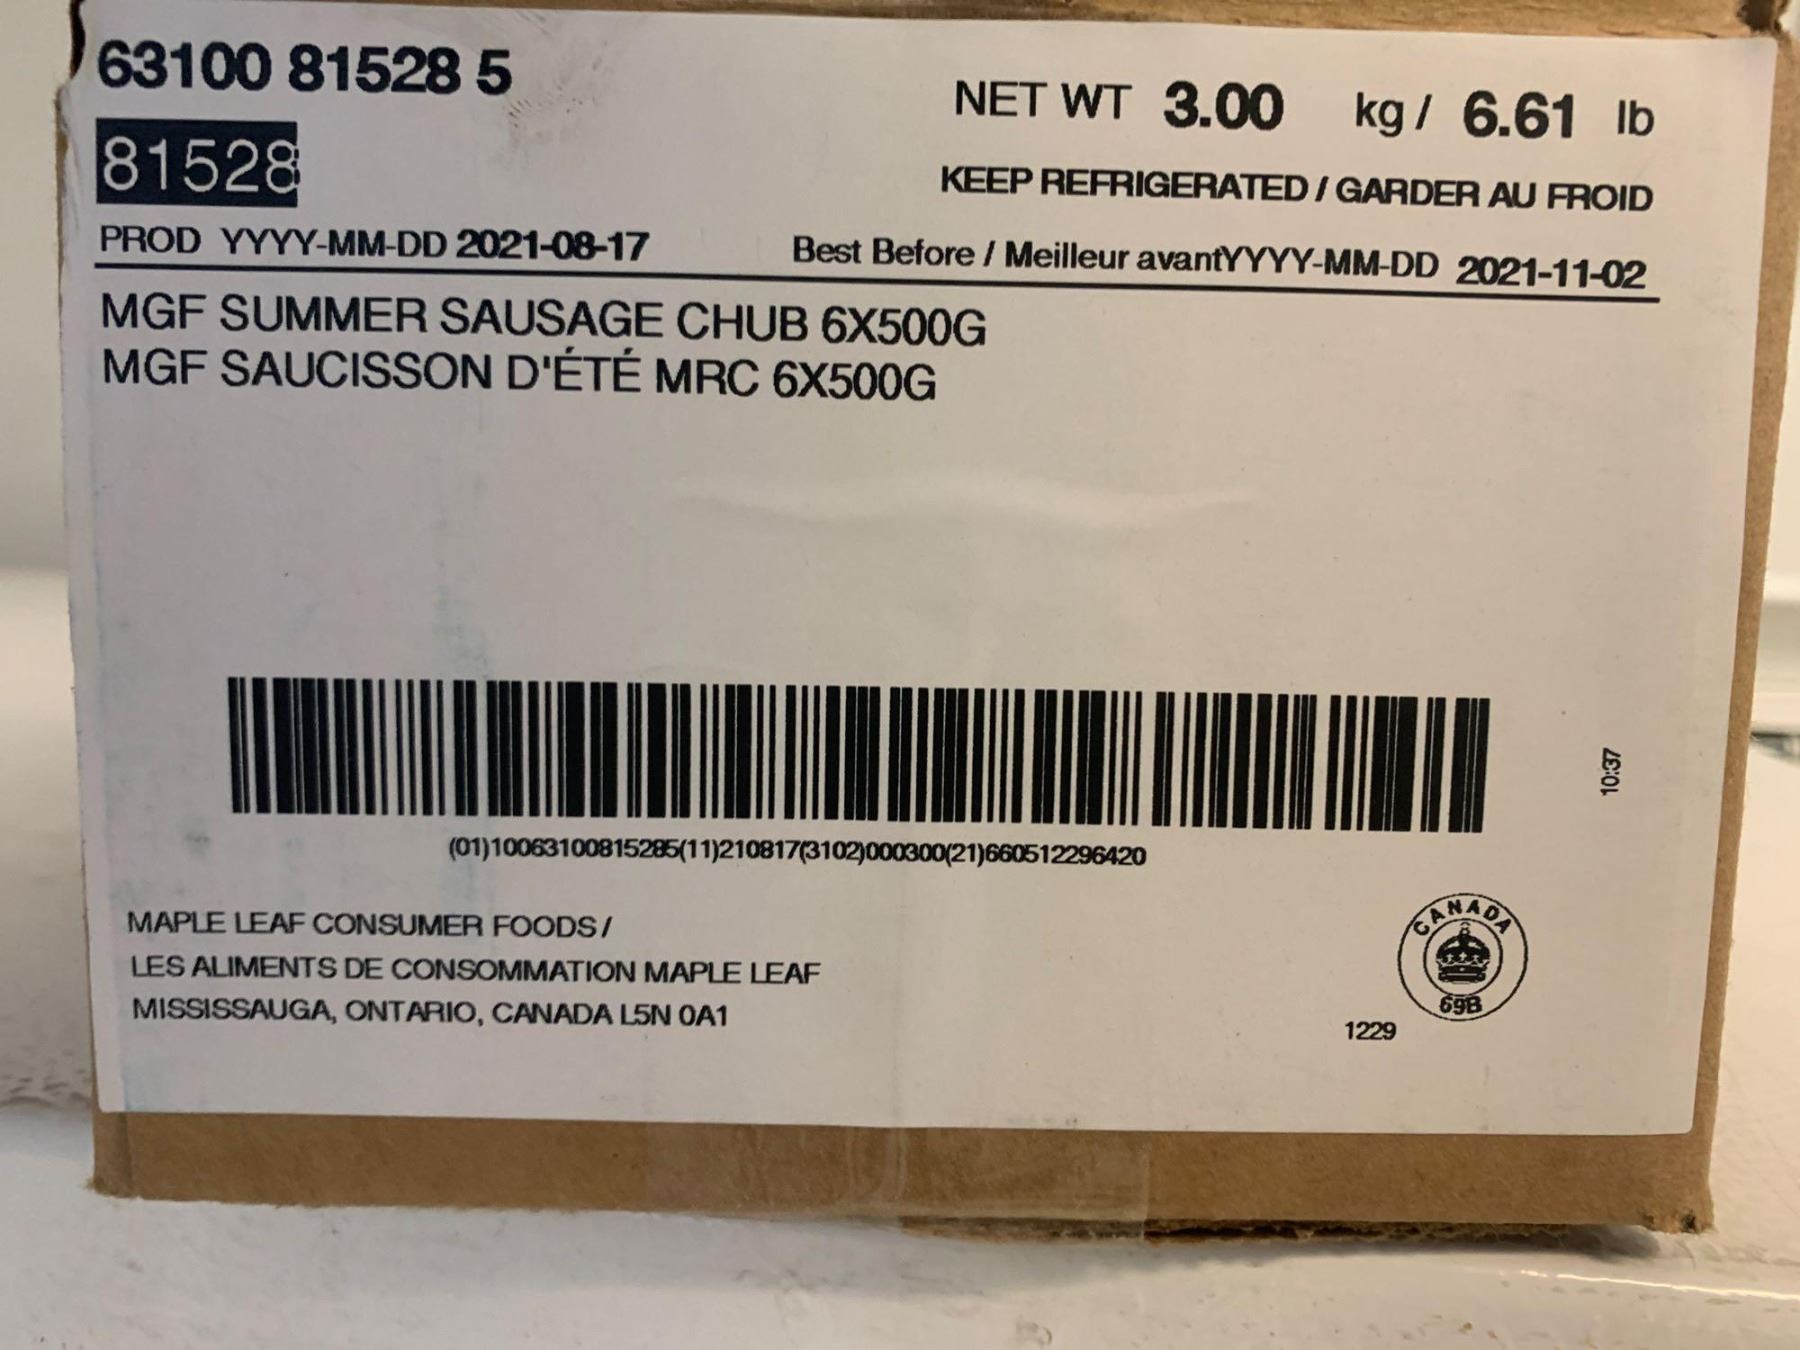 63100 81528 5
NET WT 3.00 kg / 6.61 lb
81528
KEEP REFRIGERATED / GARDER AU FROID
PROD YYYY-MM-DD 2021-08-17
Best Before / Meilleur avantYYYY-MM-DD 2021-11-02
MGF SUMMER SAUSAGE CHUB 6X500G
MGF SAUCISSON D'ÉTÉ MRC 6X500G
10:37
(01)10063100815285(11)210817(3102)000300(21)660512296420
MAPLE LEAF CONSUMER FOODS /
LES ALIMENTS DE CONSOMMATION MAPLE LEAF
MISSISSAUGA, ONTARIO, CANADA L5N 0A1
CANADA
69B
1229